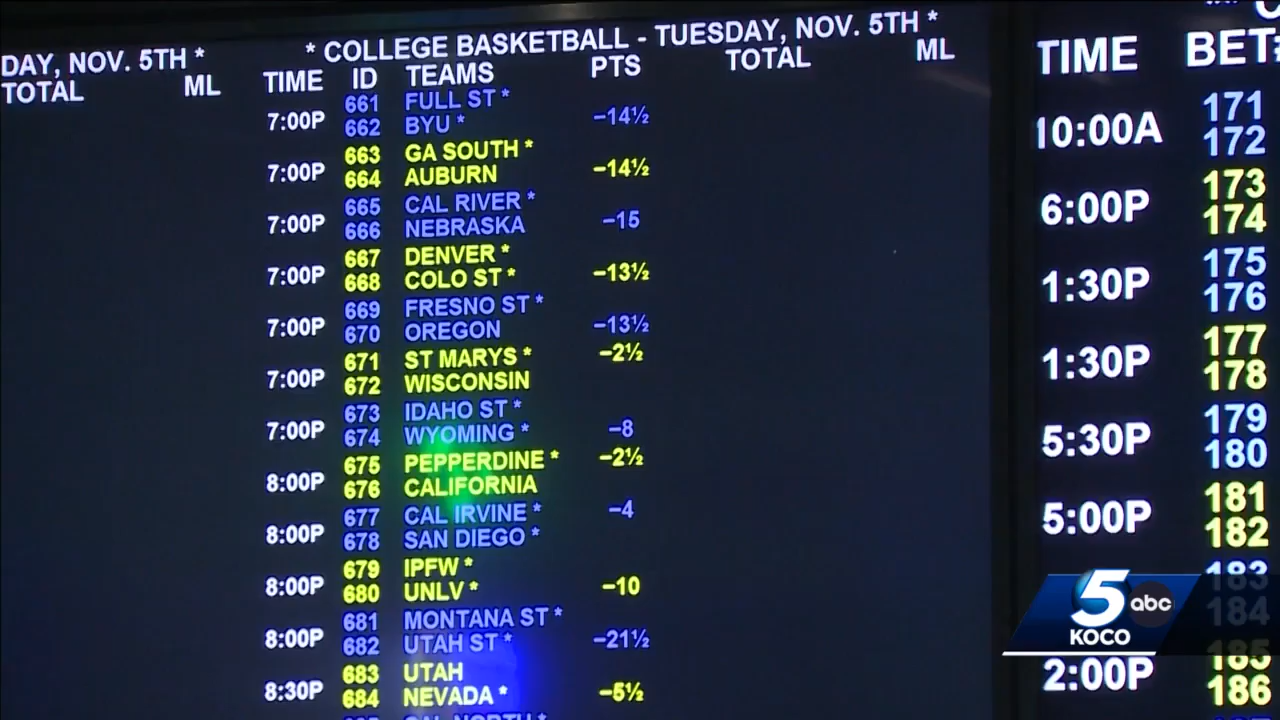 DAY, NOV. 5TH *
TOTAL ML
* COLLEGE BASKETBALL - TUESDAY, NOV. 5TH *
TIME ID TEAMS PTS TOTAL ML
661 FULL ST *
7:00P 662 BYU * -14½
663 GA SOUTH *
7:00P 664 AUBURN -14½
665 CAL RIVER *
7:00P 666 NEBRASKA -15
667 DENVER *
7:00P 668 COLO ST * -13½
669 FRESNO ST *
7:00P 670 OREGON -13½
671 ST MARYS * -2½
7:00P 672 WISCONSIN
673 IDAHO ST *
7:00P 674 WYOMING * -8
675 PEPPERDINE * -2½
8:00P 676 CALIFORNIA
677 CAL IRVINE * -4
8:00P 678 SAN DIEGO *
679 IPFW *
8:00P 680 UNLV * -10
681 MONTANA ST *
8:00P 682 UTAH ST * -21½
683 UTAH
8:30P 684 NEVADA * -5½
TIME BET
171
10:00A 172
173
6:00P 174
175
1:30P 176
177
1:30P 178
179
5:30P 180
181
5:00P 182
183
184
185
2:00P 186
5 abc
KOCO